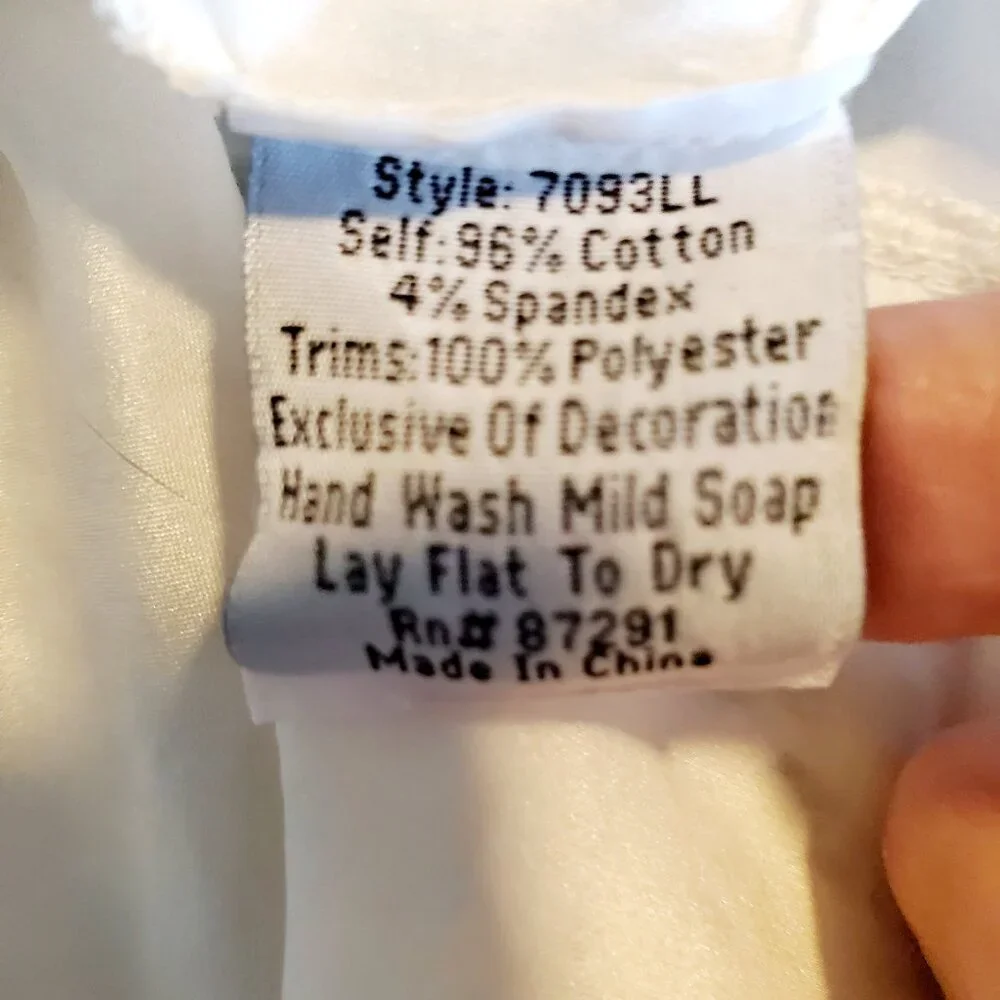 Style: 7093LL
Self:96% Cotton
4% Spandex
Trims:100% Polyester
Exclusive Of Decoration
Hand Wash Mild Soap
Lay Flat To Dry
Rn# 87291
Made In China